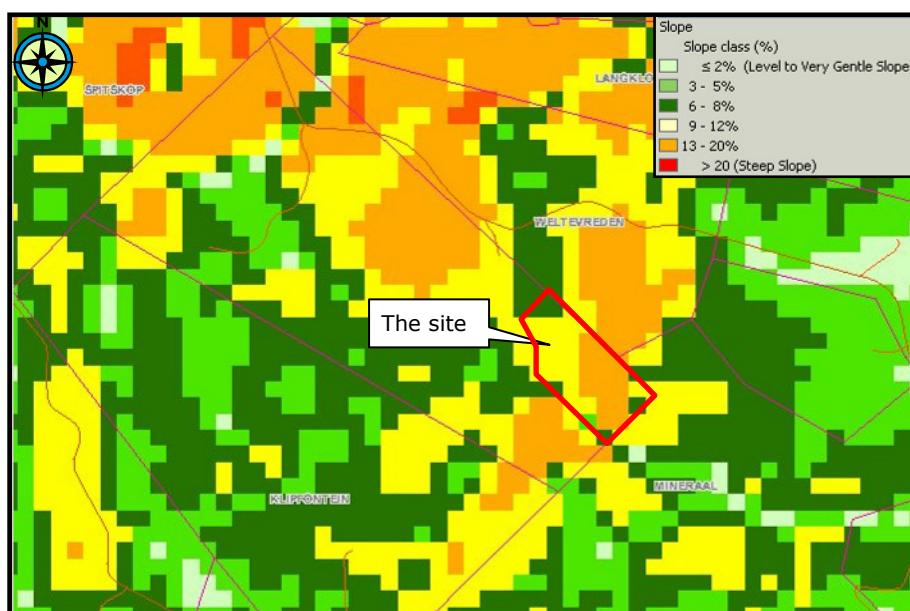 N
Slope
Slope class (%)
≤ 2% (Level to Very Gentle Slope
3 - 5%
6 - 8%
9 - 12%
13 - 20%
> 20 (Steep Slope)
SPITSKOP
LANGKLO
WELTEVREDEN
The site
KLIPFONTEIN
MINERAAL